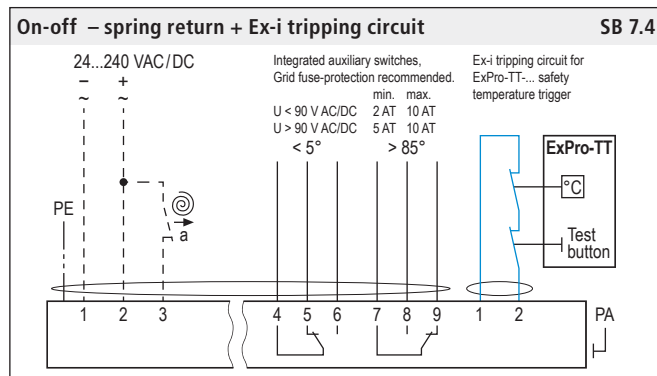 On-off – spring return + Ex-i tripping circuit SB 7.4
24...240 VAC/DC
– +
~ ~
Integrated auxiliary switches,
Grid fuse-protection recommended.
min. max.
U < 90 V AC/DC 2 AT 10 AT
U > 90 V AC/DC 5 AT 10 AT
< 5° > 85°
Ex-i tripping circuit for
ExPro-TT-... safety
temperature trigger
ExPro-TT
°C
Test
button
PE
a
1 2 3 4 5 6 7 8 9 1 2 PA